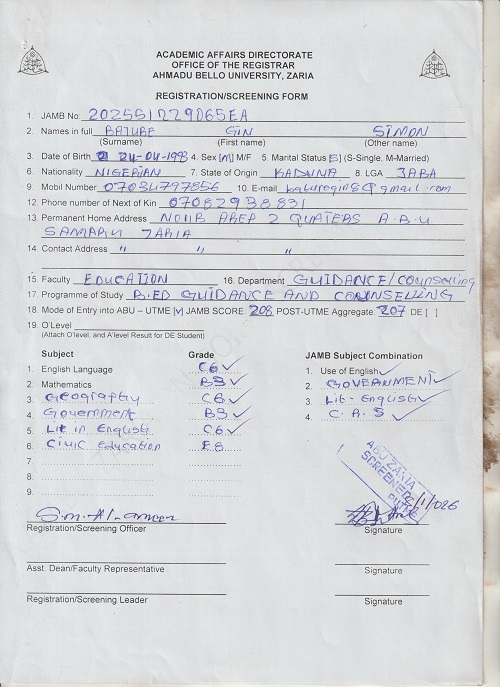 ACADEMIC AFFAIRS DIRECTORATE
OFFICE OF THE REGISTRAR
AHMADU BELLO UNIVERSITY, ZARIA
REGISTRATION/SCREENING FORM
1. JAMB No: 202551229065EA
2. Names in full BATURE GIN SIMON
(Surname) (First name) (Other name)
3. Date of Birth 24-04-1993 4. Sex [M] M/F 5. Marital Status [S] (S-Single, M-Married)
6. Nationality NIGERIAN 7. State of Origin KADUNA 8. LGA JABA
9. Mobil Number 07034797856 10. E-mail @gmail.com
12. Phone number of Next of Kin 07082938831
13. Permanent Home Address AREA 2 QUATERS A.B.U
SAMARU ZARIA
14. Contact Address " " "
15. Faculty EDUCATION 16. Department GUIDANCE/counselling
17. Programme of Study B.ED GUIDANCE AND COUNSELLING
18. Mode of Entry into ABU – UTME [v] JAMB SCORE 208 POST-UTME Aggregate 207 DE [ ]
19. O'Level
(Attach O'level, and A'level Result for DE Student)
Subject Grade JAMB Subject Combination
1. English Language C6 ✓ 1. Use of English ✓
2. Mathematics B3 2. GOVERNMENT ✓
3. Geography C6 ✓ 3. Lit-English ✓
4. Government B3 ✓ 4. C.R.S ✓
5. Lit in English C6 ✓
6. Civic Education E8
7.
8.
9.
ABU ZARIA
SCREENED
Registration/Screening Officer Signature
Asst. Dean/Faculty Representative Signature
Registration/Screening Leader Signature